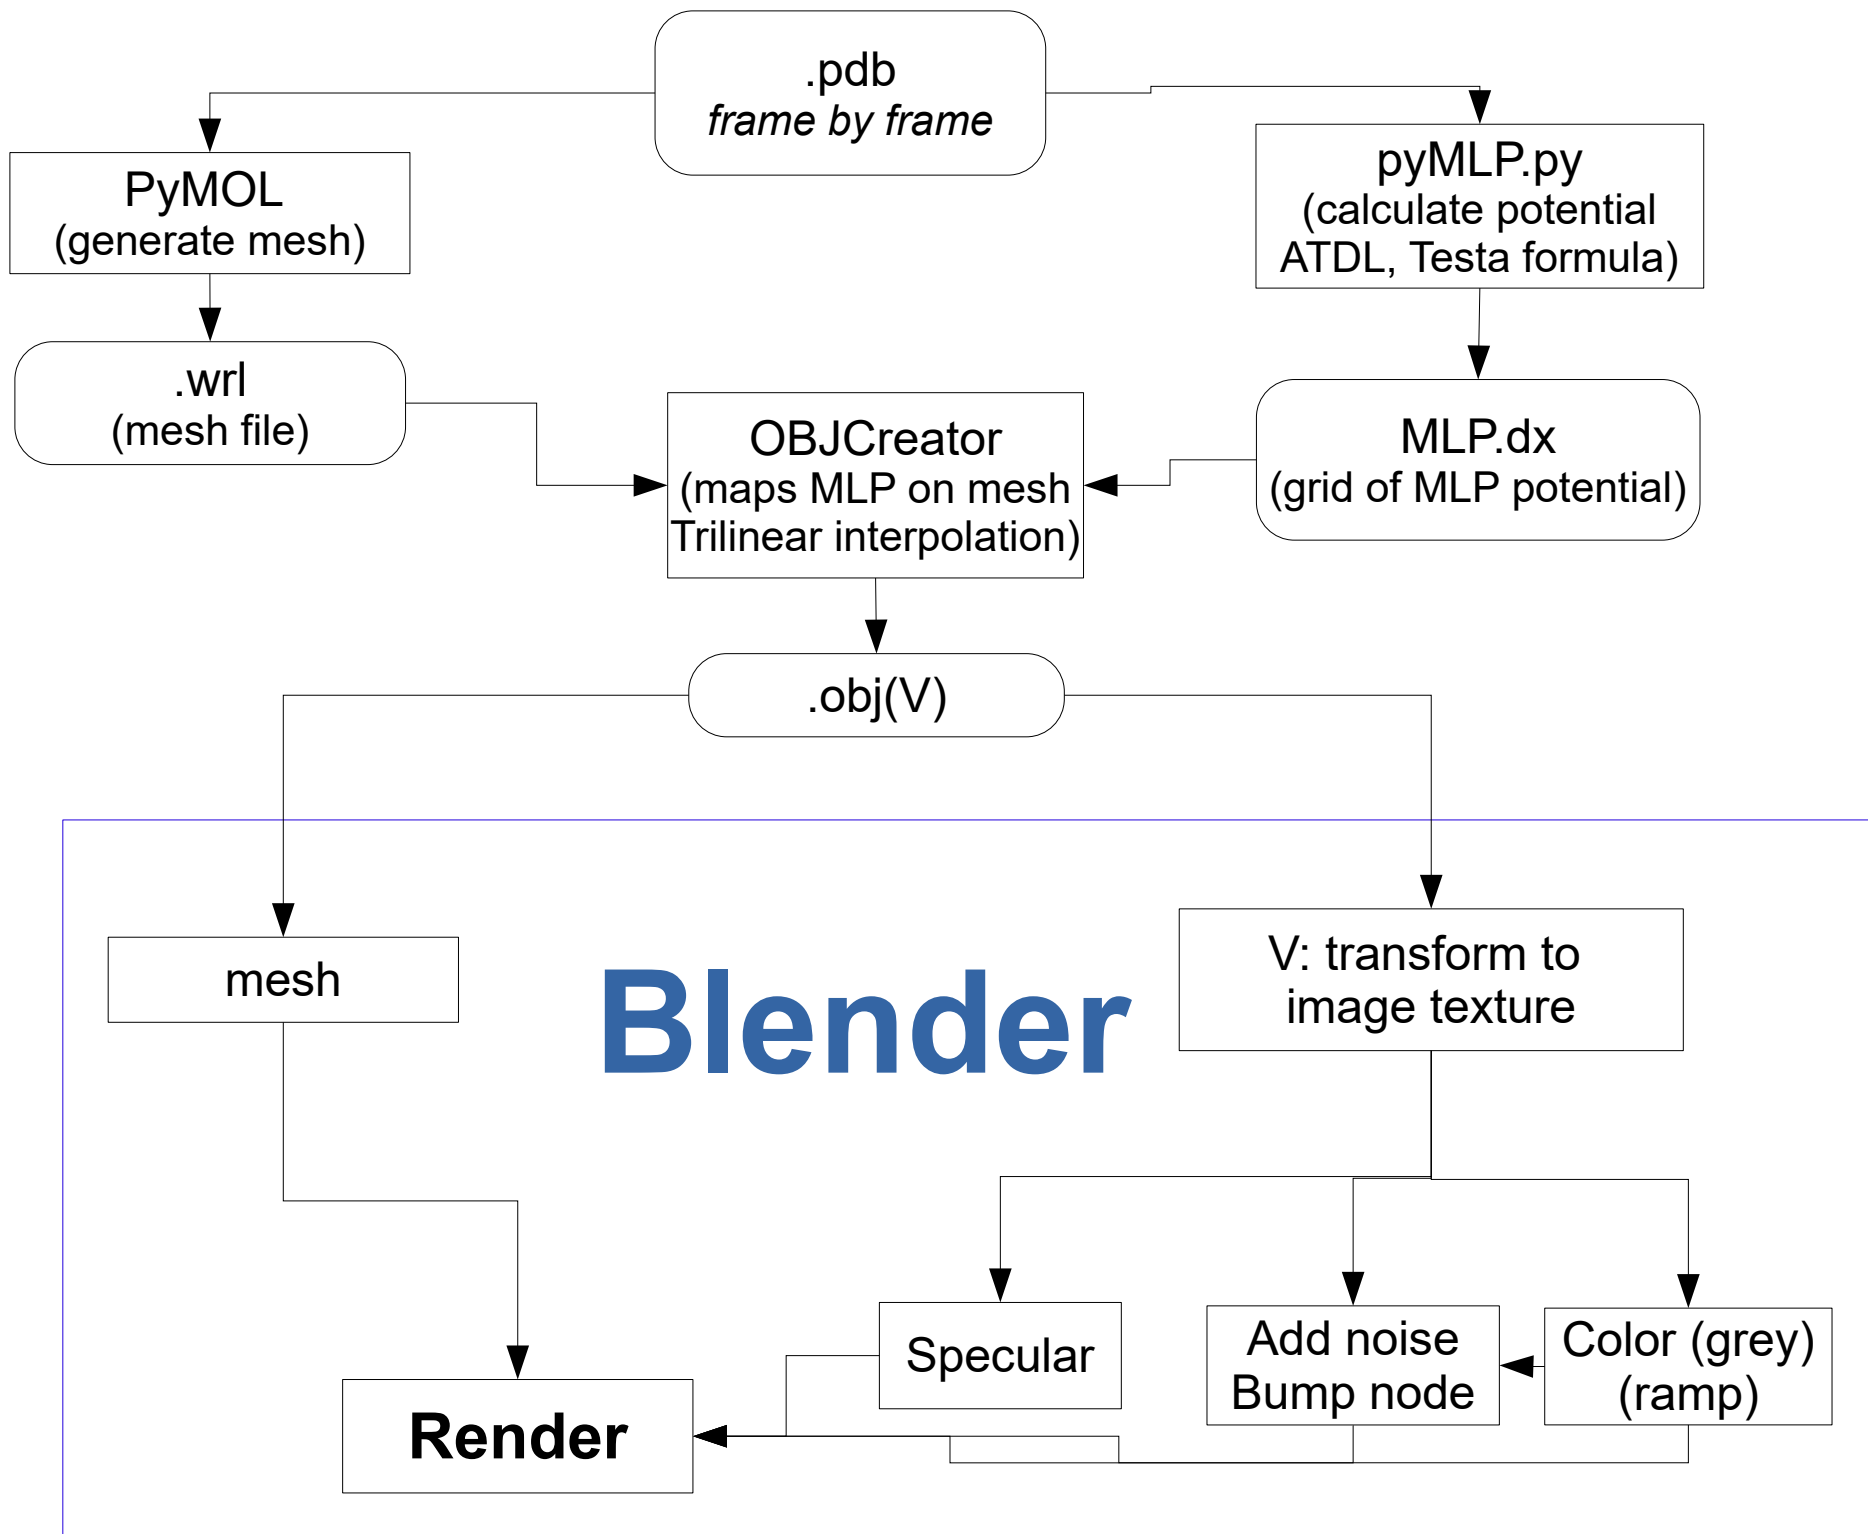 .pdb
frame by frame
PyMOL
(generate mesh)
pyMLP.py
(calculate potential
ATDL, Testa formula)
.wrl
(mesh file)
OBJCreator
(maps MLP on mesh
Trilinear interpolation)
MLP.dx
(grid of MLP potential)
.obj(V)
mesh
Blender
V: transform to
image texture
Specular
Add noise
Bump node
Color (grey)
(ramp)
Render